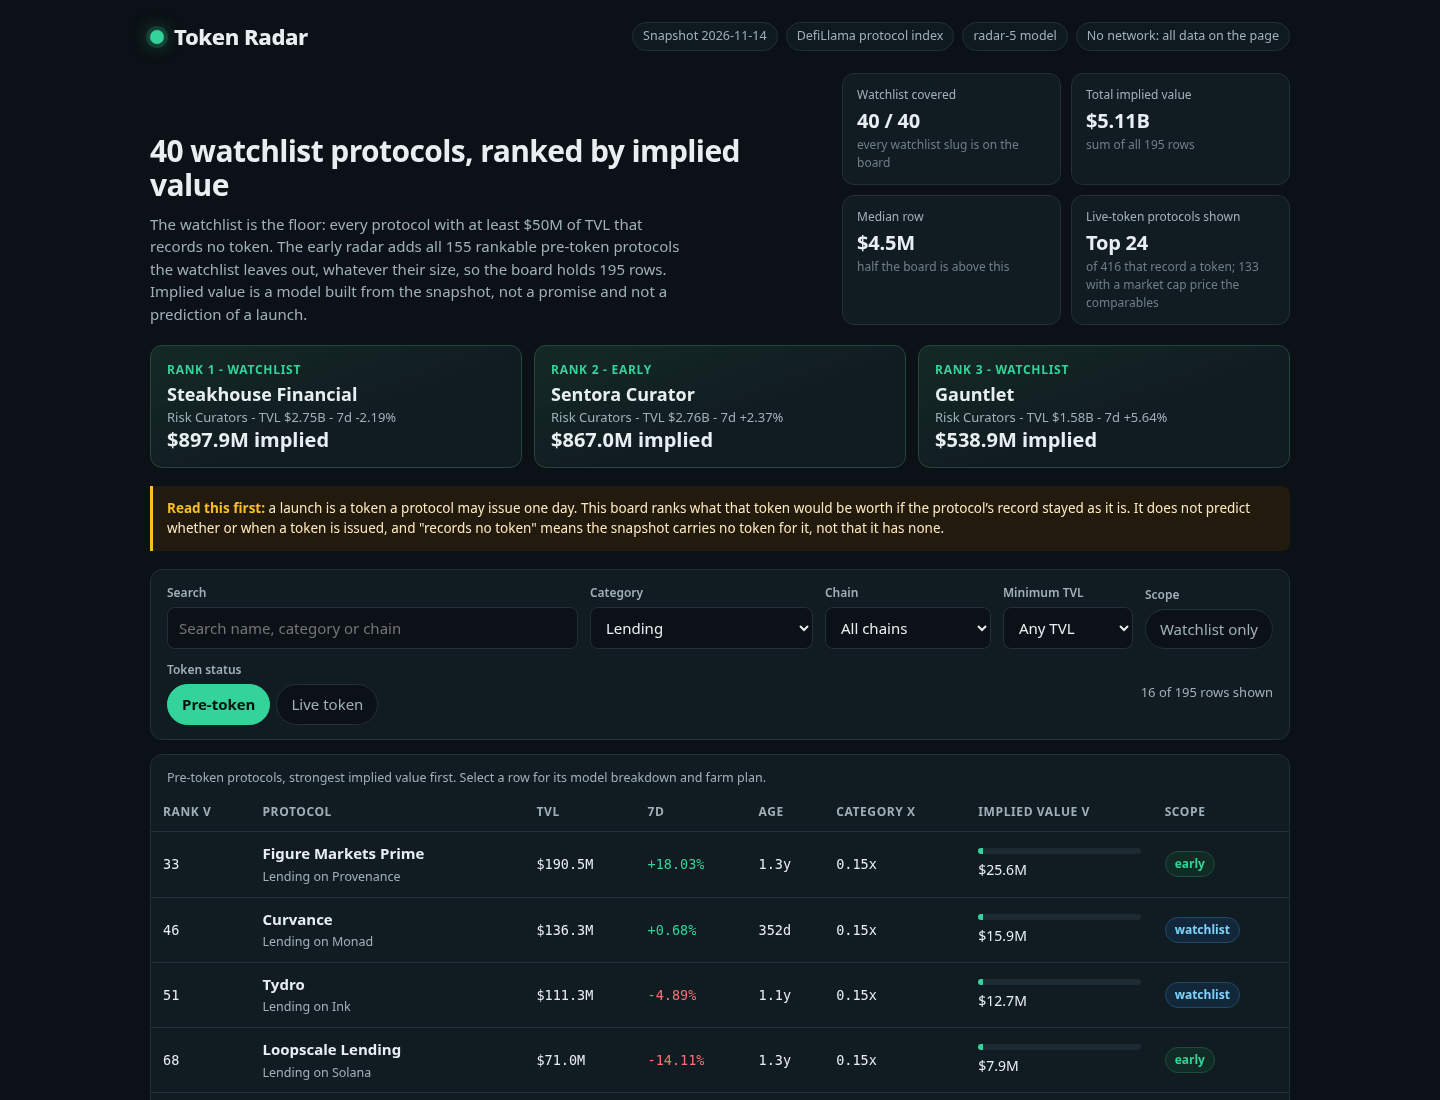 Token Radar
Snapshot 2026-11-14
DefiLlama protocol index
radar-5 model
No network: all data on the page
40 watchlist protocols, ranked by implied
value
The watchlist is the floor: every protocol with at least $50M of TVL that
records no token. The early radar adds all 155 rankable pre-token protocols
the watchlist leaves out, whatever their size, so the board holds 195 rows.
Implied value is a model built from the snapshot, not a promise and not a
prediction of a launch.
Watchlist covered
40 / 40
every watchlist slug is on the
board
Total implied value
$5.11B
sum of all 195 rows
Median row
$4.5M
half the board is above this
Live-token protocols shown
Top 24
of 416 that record a token; 133
with a market cap price the
comparables
RANK 1 - WATCHLIST
Steakhouse Financial
Risk Curators - TVL $2.75B - 7d -2.19%
$897.9M implied
RANK 2 - EARLY
Sentora Curator
Risk Curators - TVL $2.76B - 7d +2.37%
$867.0M implied
RANK 3 - WATCHLIST
Gauntlet
Risk Curators - TVL $1.58B - 7d +5.64%
$538.9M implied
Read this first: a launch is a token a protocol may issue one day. This board ranks what that token would be worth if the protocol's record stayed as it is. It does not predict
whether or when a token is issued, and "records no token" means the snapshot carries no token for it, not that it has none.
Search
Search name, category or chain
Category
Lending
Chain
All chains
Minimum TVL
Any TVL
Scope
Watchlist only
Token status
Pre-token
Live token
16 of 195 rows shown
Pre-token protocols, strongest implied value first. Select a row for its model breakdown and farm plan.
RANK V PROTOCOL TVL 7D AGE CATEGORY X IMPLIED VALUE V SCOPE
33 Figure Markets Prime $190.5M +18.03% 1.3y 0.15x $25.6M early
Lending on Provenance
46 Curvance $136.3M +0.68% 352d 0.15x $15.9M watchlist
Lending on Monad
51 Tydro $111.3M -4.89% 1.1y 0.15x $12.7M watchlist
Lending on Ink
68 Loopscale Lending $71.0M -14.11% 1.3y 0.15x $7.9M early
Lending on Solana